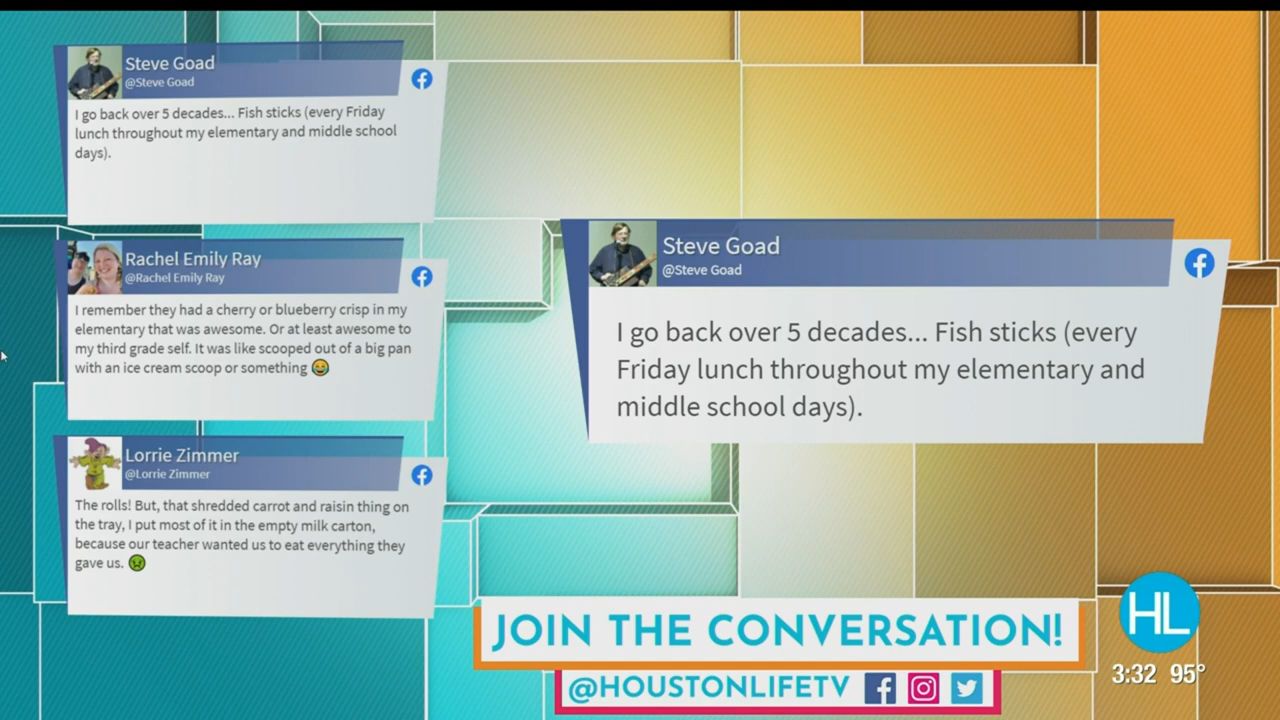 Steve Goad
@Steve Goad
I go back over 5 decades... Fish sticks (every Friday
lunch throughout my elementary and middle school
days).
Rachel Emily Ray
@Rachel Emily Ray
I remember they had a cherry or blueberry crisp in my
elementary that was awesome. Or at least awesome to
my third grade self. It was like scooped out of a big pan
with an ice cream scoop or something 😂
Lorrie Zimmer
@Lorrie Zimmer
The rolls! But, that shredded carrot and raisin thing on
the tray, I put most of it in the empty milk carton,
because our teacher wanted us to eat everything they
gave us. 🤢
Steve Goad
@Steve Goad
I go back over 5 decades... Fish sticks (every
Friday lunch throughout my elementary and
middle school days).
JOIN THE CONVERSATION!
@HOUSTONLIFETV
HL
3:32 95°